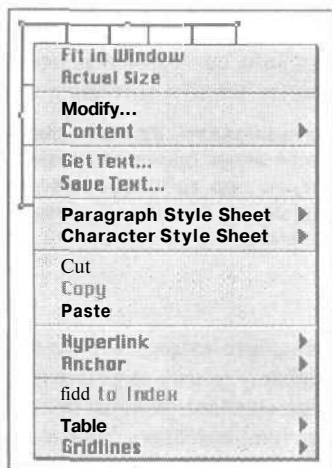 Fit in Window
Actual Size
Modify...
Content
Get Text...
Save Text...
Paragraph Style Sheet
Character Style Sheet
Cut
Copy
Paste
Hyperlink
Anchor
fidd to Index
Table
Gridlines